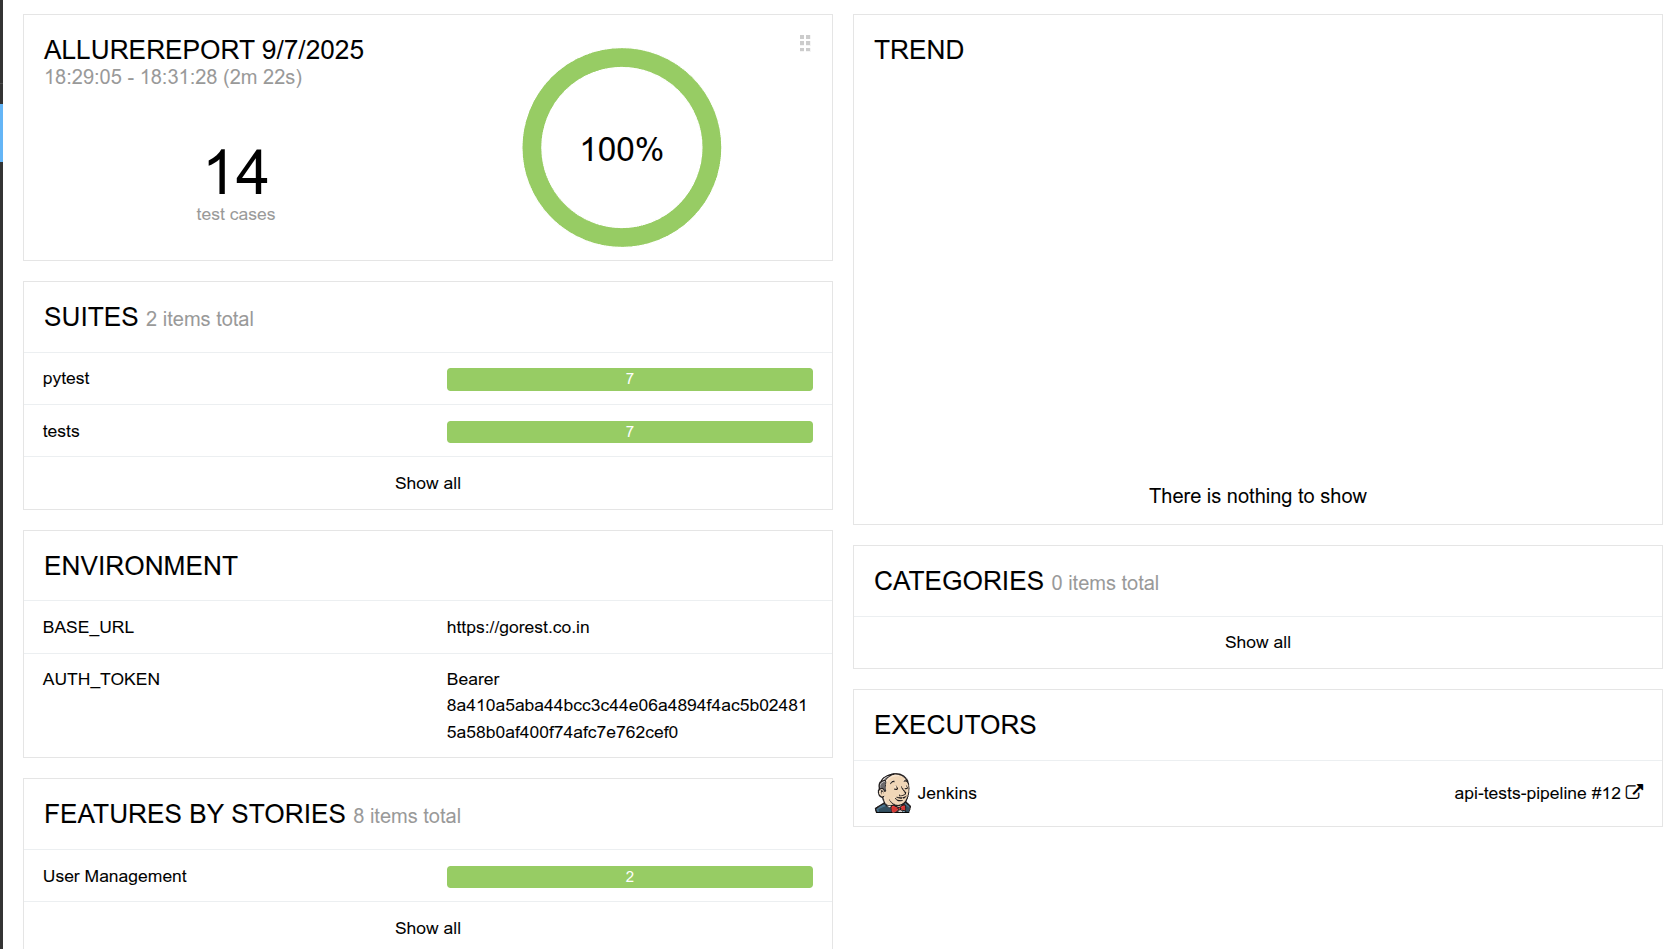 ALLUREREPORT 9/7/2025
18:29:05 - 18:31:28 (2m 22s)
14
test cases
100%
SUITES 2 items total
pytest 7
tests 7
Show all
ENVIRONMENT
BASE_URL https://gorest.co.in
AUTH_TOKEN Bearer
8a410a5aba44bcc3c44e06a4894f4ac5b02481
5a58b0af400f74afc7e762cef0
FEATURES BY STORIES 8 items total
User Management 2
Show all
TREND
There is nothing to show
CATEGORIES 0 items total
Show all
EXECUTORS
Jenkins api-tests-pipeline #12